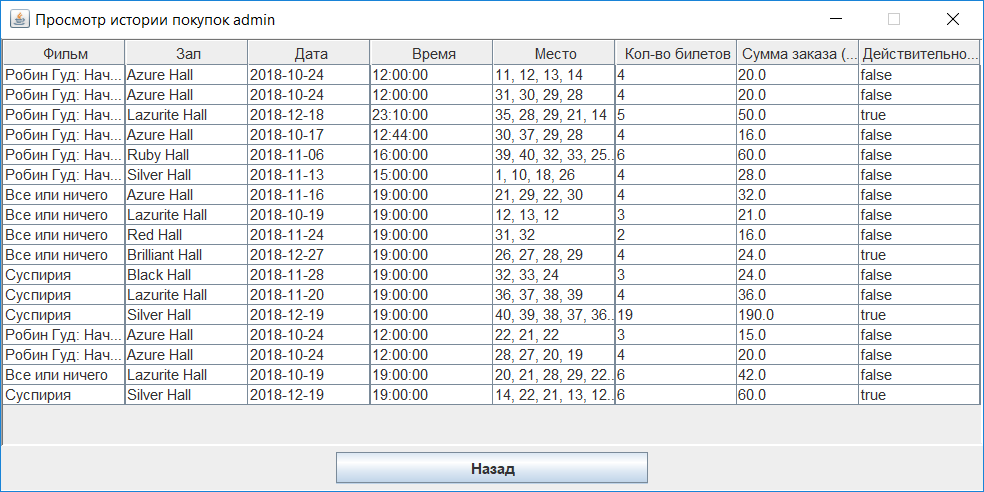 Просмотр истории покупок admin
Фильм Зал Дата Время Место Кол-во билетов Сумма заказа (... Действительно...
Робин Гуд: Нач... Azure Hall 2018-10-24 12:00:00 11, 12, 13, 14 4 20.0 false
Робин Гуд: Нач... Azure Hall 2018-10-24 12:00:00 31, 30, 29, 28 4 20.0 false
Робин Гуд: Нач... Lazurite Hall 2018-12-18 23:10:00 35, 28, 29, 21, 14 5 50.0 true
Робин Гуд: Нач... Azure Hall 2018-10-17 12:44:00 30, 37, 29, 28 4 16.0 false
Робин Гуд: Нач... Ruby Hall 2018-11-06 16:00:00 39, 40, 32, 33, 25... 6 60.0 false
Робин Гуд: Нач... Silver Hall 2018-11-13 15:00:00 1, 10, 18, 26 4 28.0 false
Все или ничего Azure Hall 2018-11-16 19:00:00 21, 29, 22, 30 4 32.0 false
Все или ничего Lazurite Hall 2018-10-19 19:00:00 12, 13, 12 3 21.0 false
Все или ничего Red Hall 2018-11-24 19:00:00 31, 32 2 16.0 false
Все или ничего Brilliant Hall 2018-12-27 19:00:00 26, 27, 28, 29 4 24.0 true
Суспирия Black Hall 2018-11-28 19:00:00 32, 33, 24 3 24.0 false
Суспирия Lazurite Hall 2018-11-20 19:00:00 36, 37, 38, 39 4 36.0 false
Суспирия Silver Hall 2018-12-19 19:00:00 40, 39, 38, 37, 36... 19 190.0 true
Робин Гуд: Нач... Azure Hall 2018-10-24 12:00:00 22, 21, 22 3 15.0 false
Робин Гуд: Нач... Azure Hall 2018-10-24 12:00:00 28, 27, 20, 19 4 20.0 false
Все или ничего Lazurite Hall 2018-10-19 19:00:00 20, 21, 28, 29, 22... 6 42.0 false
Суспирия Silver Hall 2018-12-19 19:00:00 14, 22, 21, 13, 12... 6 60.0 true
Назад